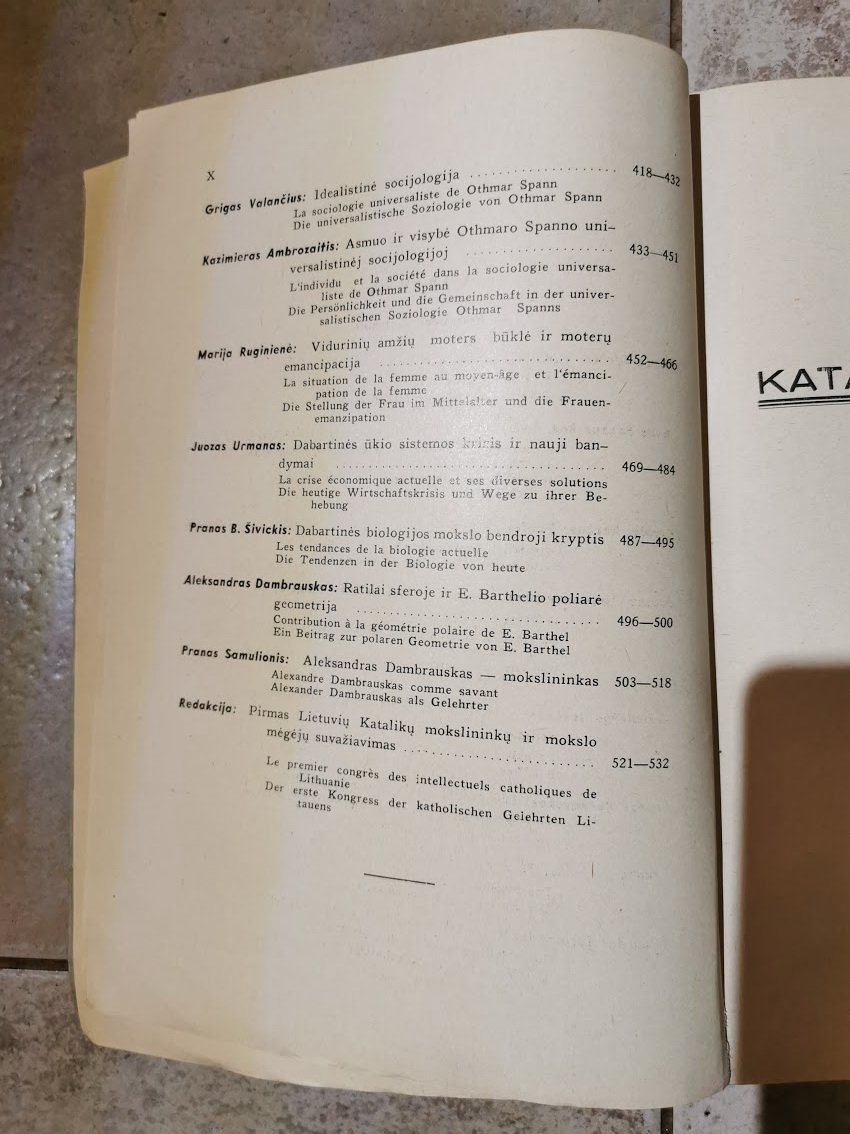 X
Grigas Valančius: Idealistinė socijologija . . . . . . . . . . . . . . . . . 418—432
La sociologie universaliste de Othmar Spann
Die universalistische Soziologie von Othmar Spann
Kazimieras Ambrozaitis: Asmuo ir visybė Othmaro Spanno uni-
versalistinėj socijologijoj . . . . . . . . . . . . . . . . . . 433—451
L'individu et la société dans la sociologie universa-
liste de Othmar Spann
Die Persönlichkeit und die Gemeinschaft in der univer-
salistischen Soziologie Othmar Spanns
Marija Ruginienė: Vidurinių amžių moters būklė ir moterų
emancipacija . . . . . . . . . . . . . . . . . . . . . . . . . 452—466
La situation de la femme au moyen-âge et l'émanci-
pation de la femme
Die Stellung der Frau im Mittelalter und die Frauen-
emanzipation
Juozas Urmanas: Dabartinės ūkio sistemos krizis ir nauji ban-
dymai . . . . . . . . . . . . . . . . . . . . . . . . . . . . . 469—484
La crise économique actuelle et ses diverses solutions
Die heutige Wirtschaftskrisis und Wege zu ihrer Be-
hebung
Pranas B. Šivickis: Dabartinės biologijos mokslo bendroji kryptis 487—495
Les tendances de la biologie actuelle
Die Tendenzen in der Biologie von heute
Aleksandras Dambrauskas: Ratilai sferoje ir E. Barthelio poliarė
geometrija . . . . . . . . . . . . . . . . . . . . . . . . . . 496—500
Contribution à la géométrie polaire de E. Barthel
Ein Beitrag zur polaren Geometrie von E. Barthel
Pranas Samulionis: Aleksandras Dambrauskas — mokslininkas 503—518
Alexandre Dambrauskas comme savant
Alexander Dambrauskas als Gelehrter
Redakcija: Pirmas Lietuvių Katalikų mokslininkų ir mokslo
mėgėjų suvažiavimas . . . . . . . . . . . . . . . . . . . . 521—532
Le premier congrès des intellectuels catholiques de
Lithuanie
Der erste Kongress der katholischen Gelehrten Li-
tauens
KATA